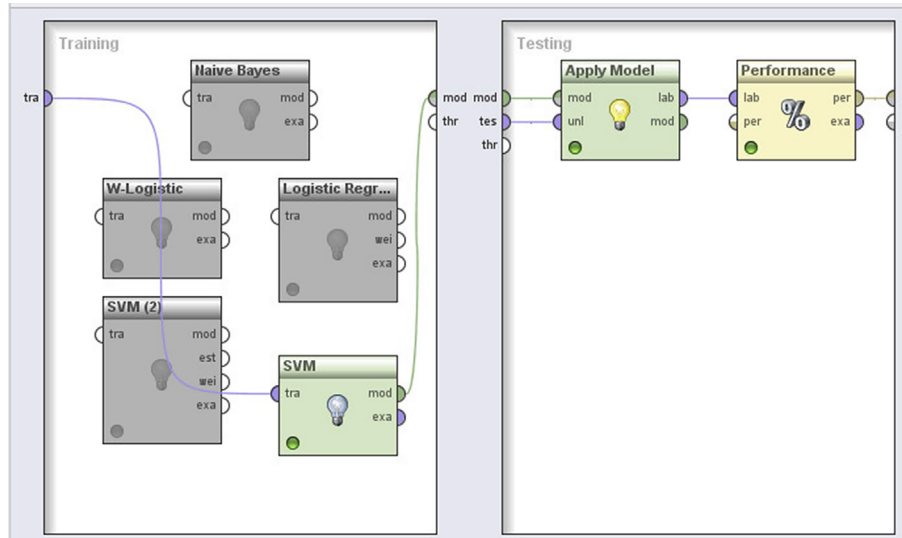 Training
tra
Naive Bayes
tra mod
exa
W-Logistic
tra mod
exa
Logistic Regr...
tra mod
wei
exa
SVM (2)
tra mod
est
wei
exa
SVM
tra mod
exa
mod mod
thr tes
thr
Testing
Apply Model
mod lab
unl mod
Performance
%
lab per
per exa